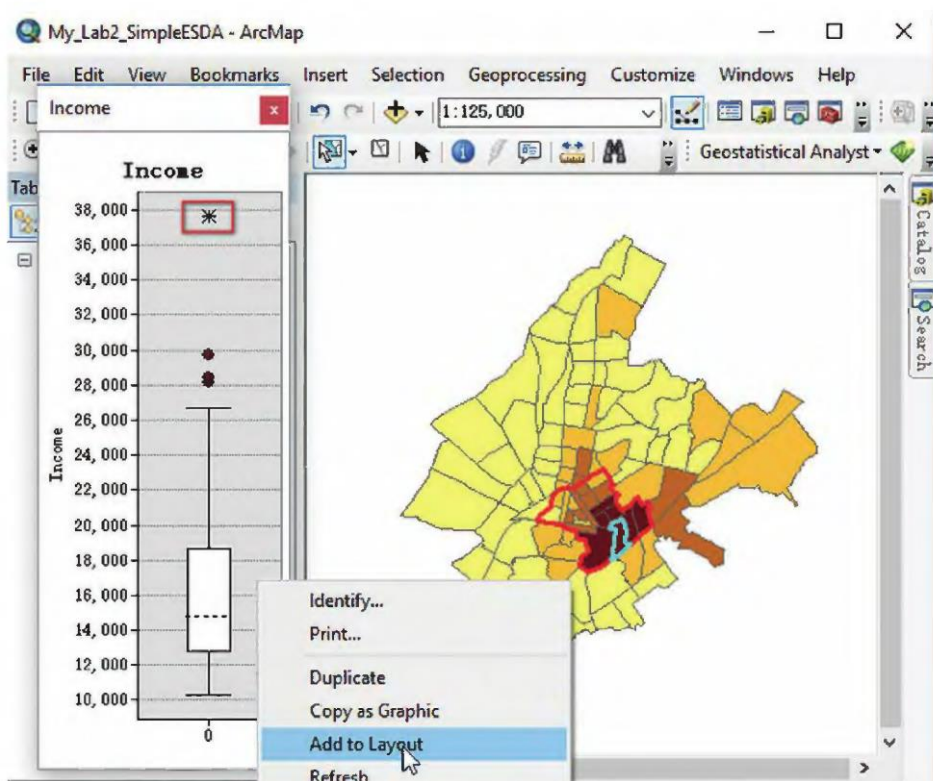 My_Lab2_SimpleESDA - ArcMap
File Edit View Bookmarks Insert Selection Geoprocessing Customize Windows Help
Income
1:125,000
Geostatistical Analyst
Tab
Income
38,000
36,000
34,000
32,000
30,000
28,000
26,000
24,000
22,000
20,000
18,000
16,000
14,000
12,000
10,000
Income
0
Identify...
Print...
Duplicate
Copy as Graphic
Add to Layout
Refresh
Catalog
Search